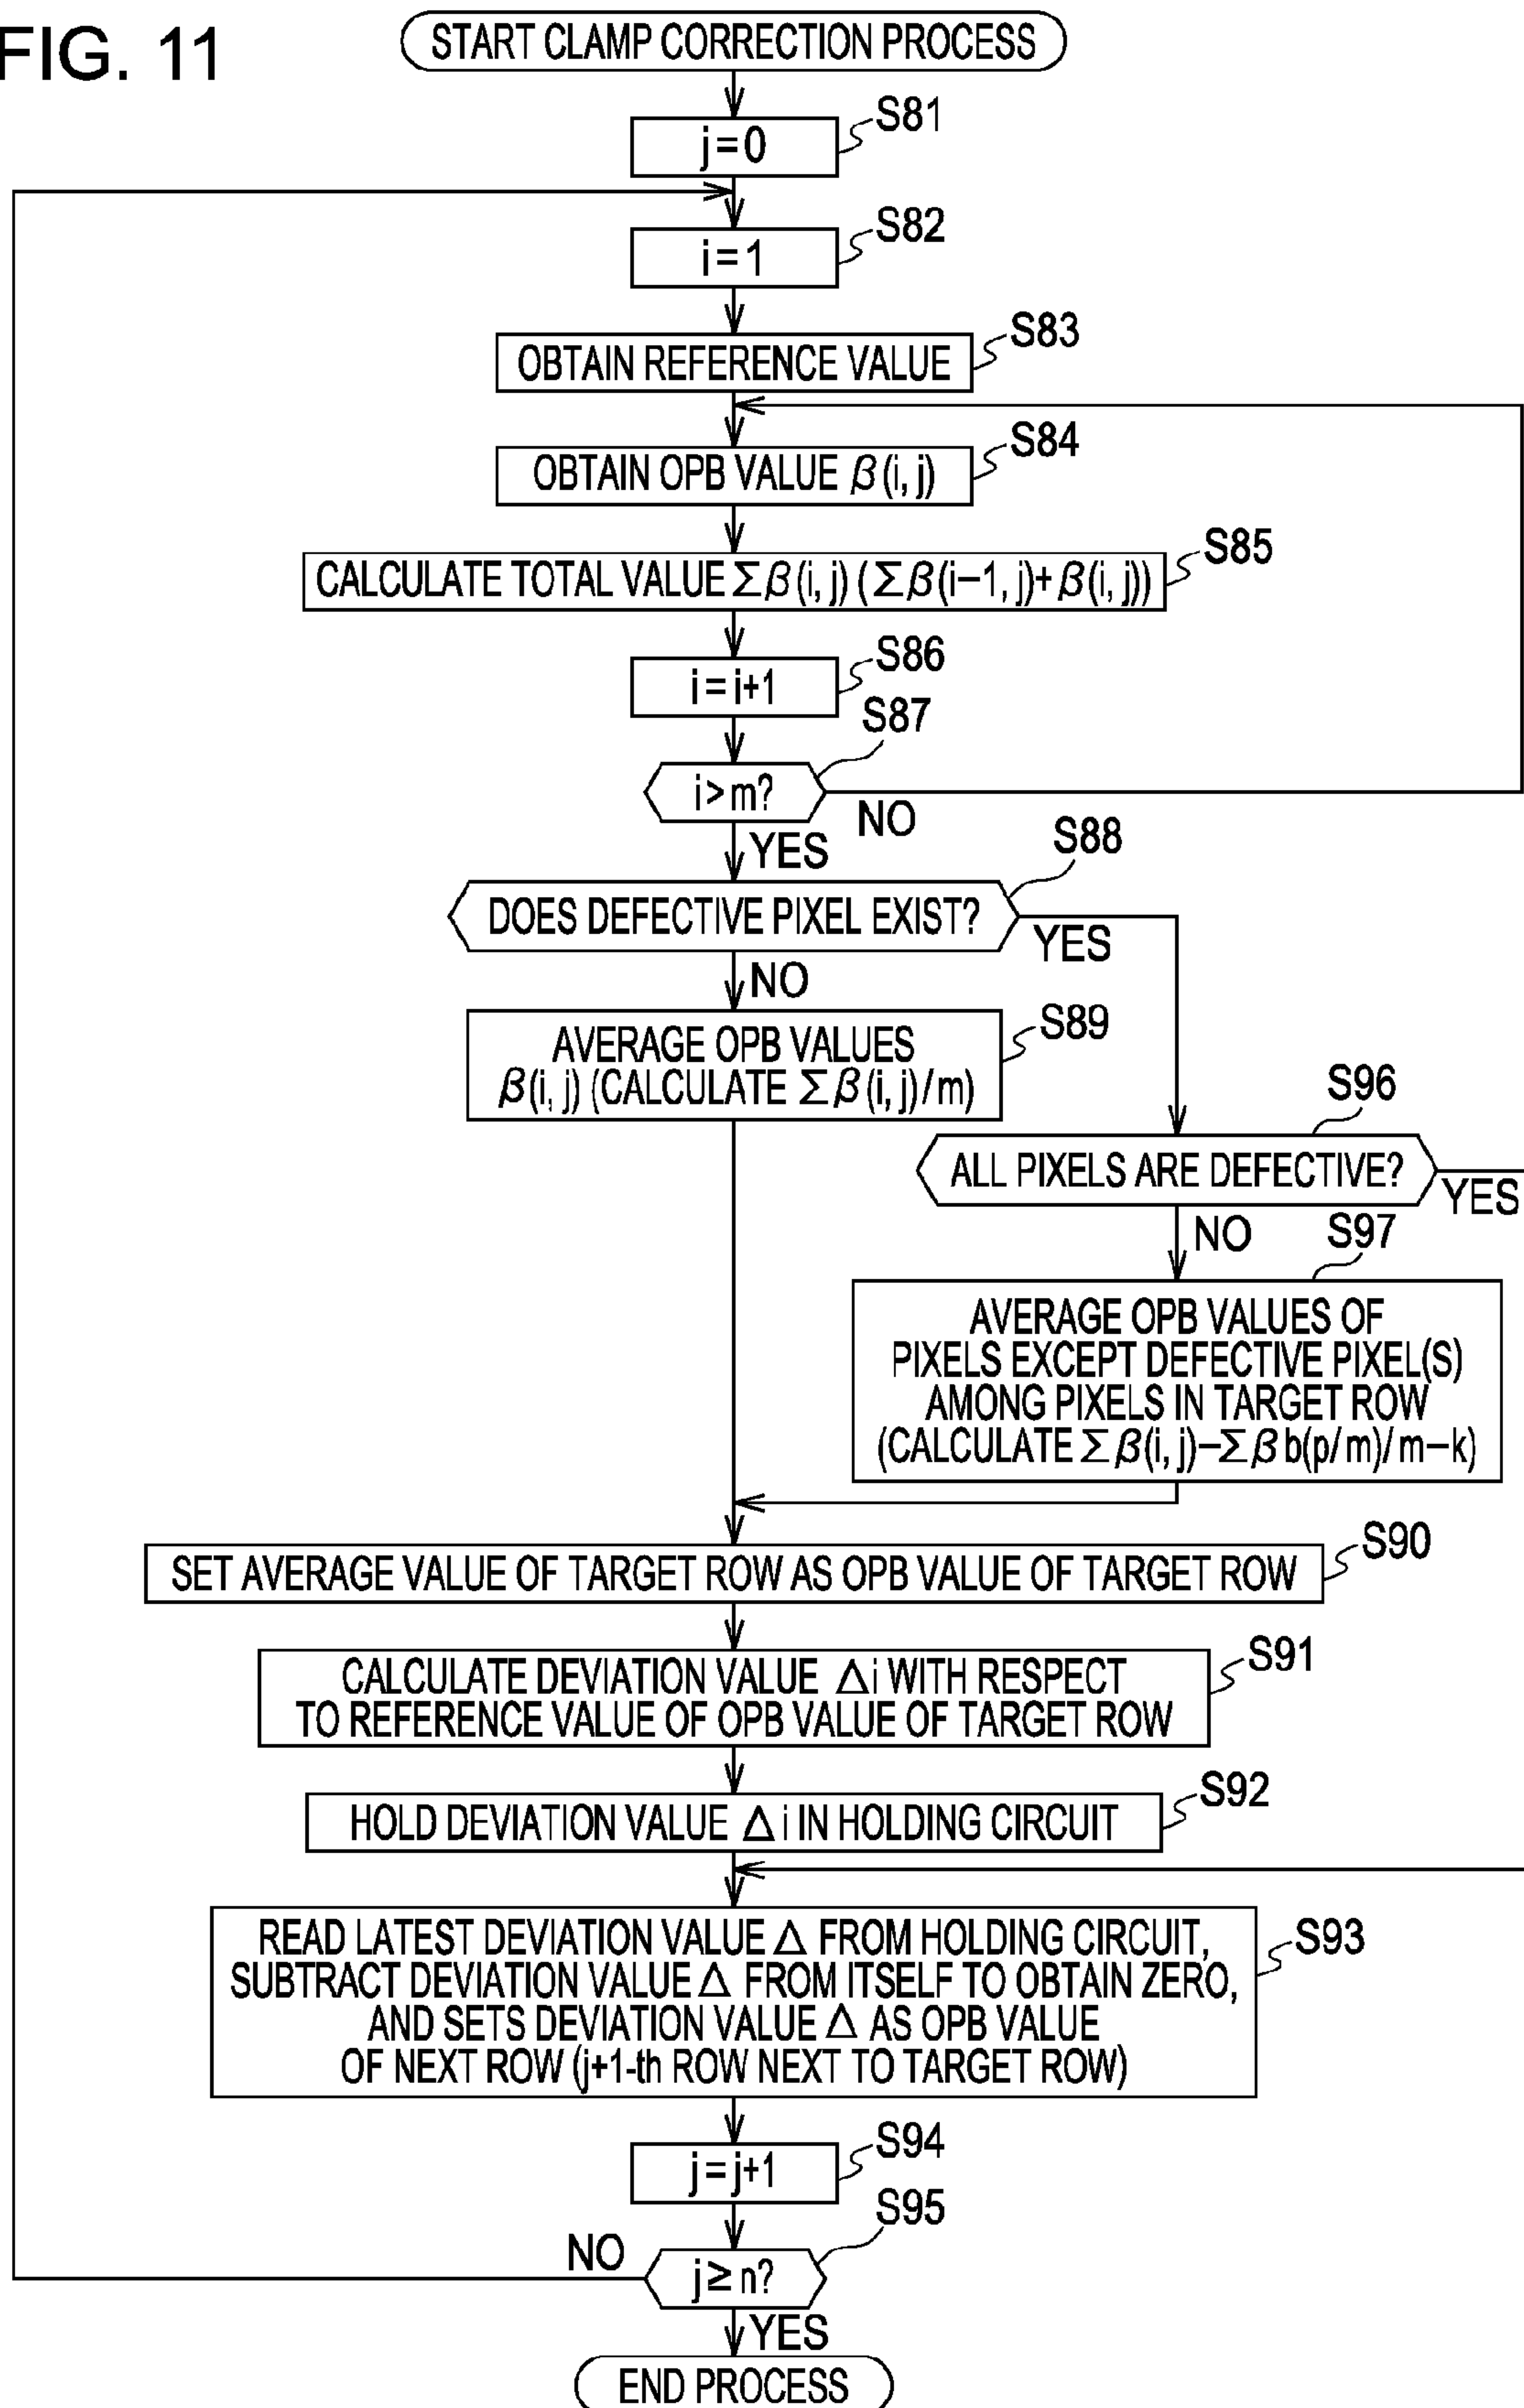 FIG. 11
START CLAMP CORRECTION PROCESS
S81
j=0
S82
i=1
S83
OBTAIN REFERENCE VALUE
S84
OBTAIN OPB VALUE β(i, j)
S85
CALCULATE TOTAL VALUE Σβ(i, j) (Σβ(i−1, j)+β(i, j))
S86
i=i+1
S87
i>m?
NO
YES
S88
DOES DEFECTIVE PIXEL EXIST?
YES
NO
S89
AVERAGE OPB VALUES
β(i, j) (CALCULATE Σβ(i, j)/m)
S96
ALL PIXELS ARE DEFECTIVE?
YES
NO
S97
AVERAGE OPB VALUES OF
PIXELS EXCEPT DEFECTIVE PIXEL(S)
AMONG PIXELS IN TARGET ROW
(CALCULATE Σβ(i, j)−Σβb(p/m)/m−k)
S90
SET AVERAGE VALUE OF TARGET ROW AS OPB VALUE OF TARGET ROW
S91
CALCULATE DEVIATION VALUE Δi WITH RESPECT
TO REFERENCE VALUE OF OPB VALUE OF TARGET ROW
S92
HOLD DEVIATION VALUE Δi IN HOLDING CIRCUIT
S93
READ LATEST DEVIATION VALUE Δ FROM HOLDING CIRCUIT,
SUBTRACT DEVIATION VALUE Δ FROM ITSELF TO OBTAIN ZERO,
AND SETS DEVIATION VALUE Δ AS OPB VALUE
OF NEXT ROW (j+1-th ROW NEXT TO TARGET ROW)
S94
j=j+1
S95
NO
j≥n?
YES
END PROCESS